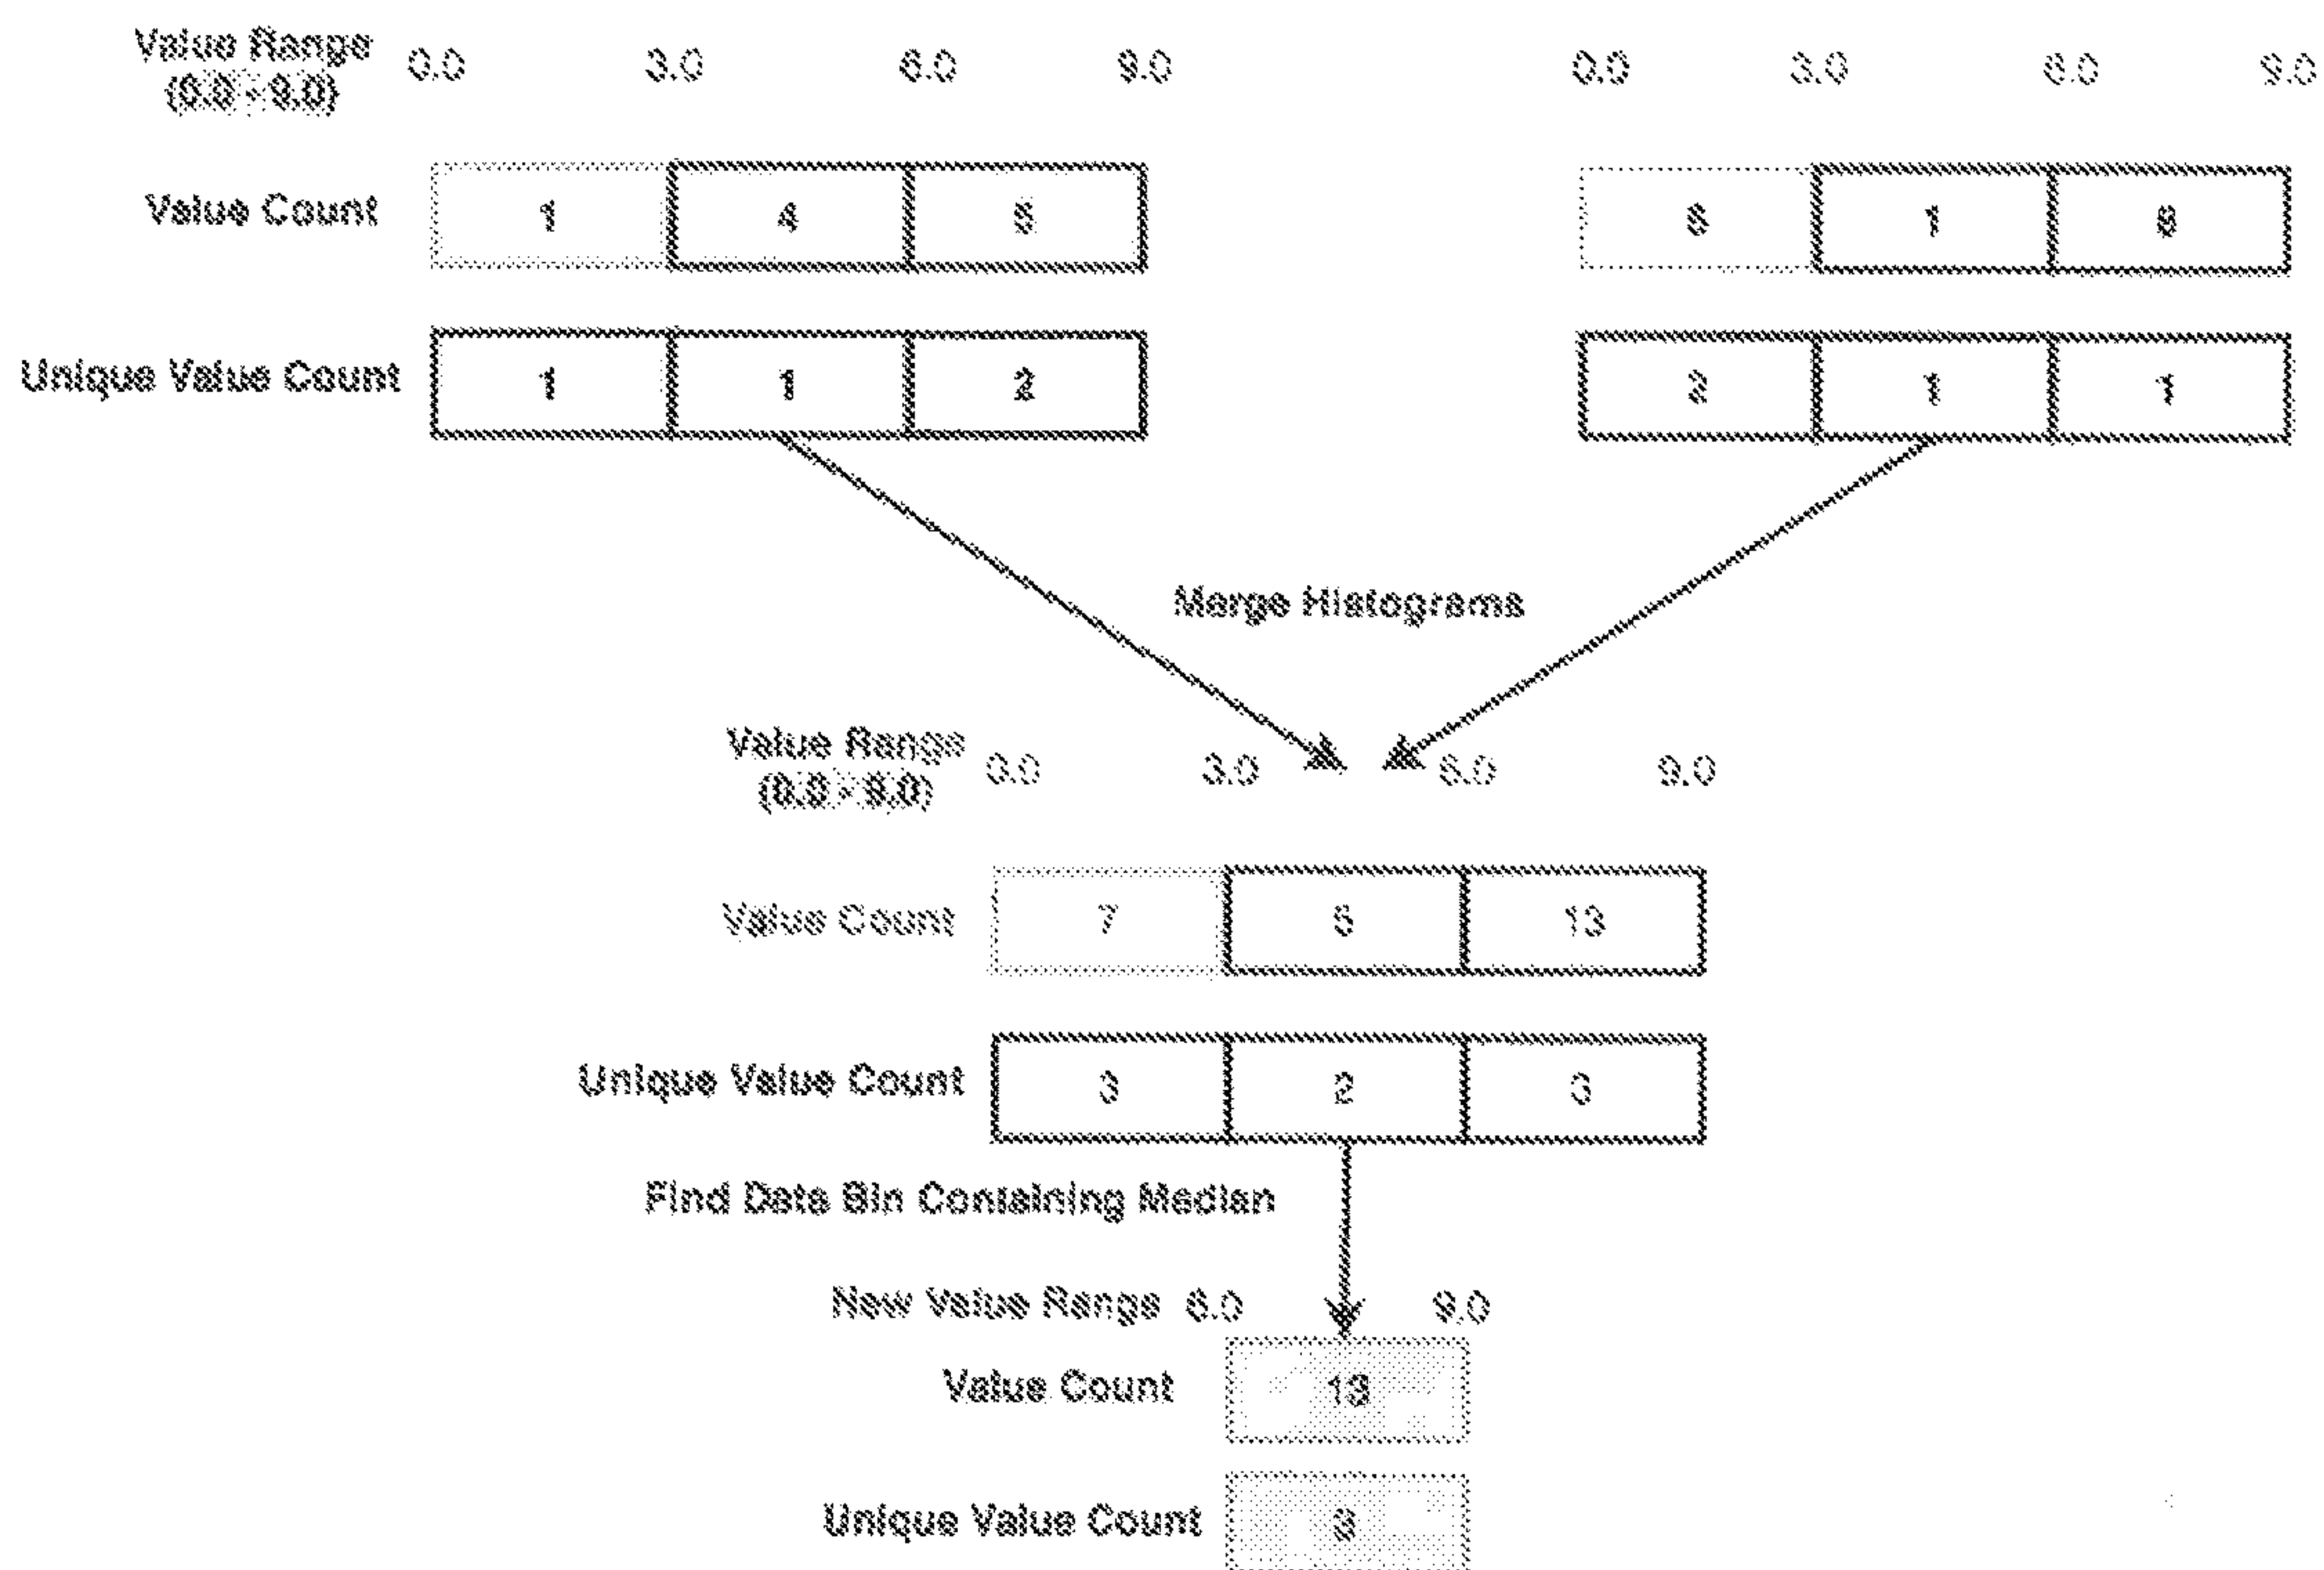 Value Range
(0.0 - 9.0)
0.0 3.0 6.0 9.0
0.0 3.0 6.0 9.0
Value Count
1 4 5
6 1 8
Unique Value Count
1 1 2
2 1 1
Merge Histograms
Value Range
(0.0 - 9.0)
0.0 3.0 6.0 9.0
Value Count
7 5 13
Unique Value Count
3 2 3
Find Data Bin Containing Median
New Value Range 6.0 9.0
Value Count
13
Unique Value Count
3